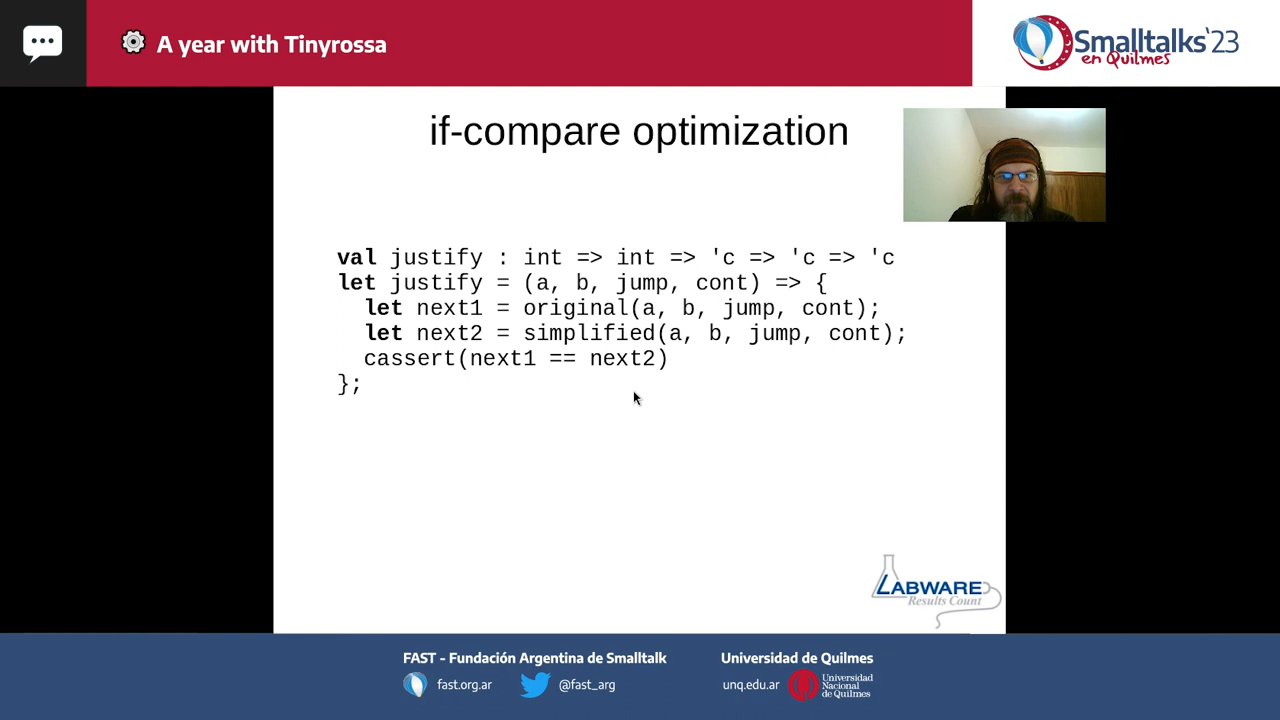 A year with Tinyrossa
Smalltalks'23
en Quilmes
if-compare optimization
val justify : int => int => 'c => 'c => 'c
let justify = (a, b, jump, cont) => {
  let next1 = original(a, b, jump, cont);
  let next2 = simplified(a, b, jump, cont);
  cassert(next1 == next2)
};
LABWARE
Results Count
FAST - Fundación Argentina de Smalltalk
fast.org.ar
@fast_arg
Universidad de Quilmes
unq.edu.ar
Universidad
Nacional
de Quilmes